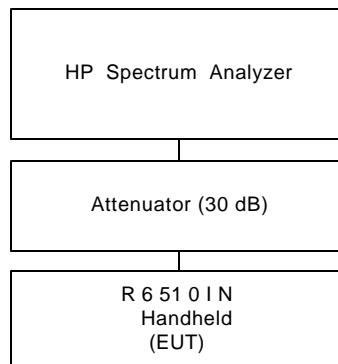 HP Spectrum Analyzer
Attenuator (30 dB)
R 6 51 0 I N
Handheld
(EUT)